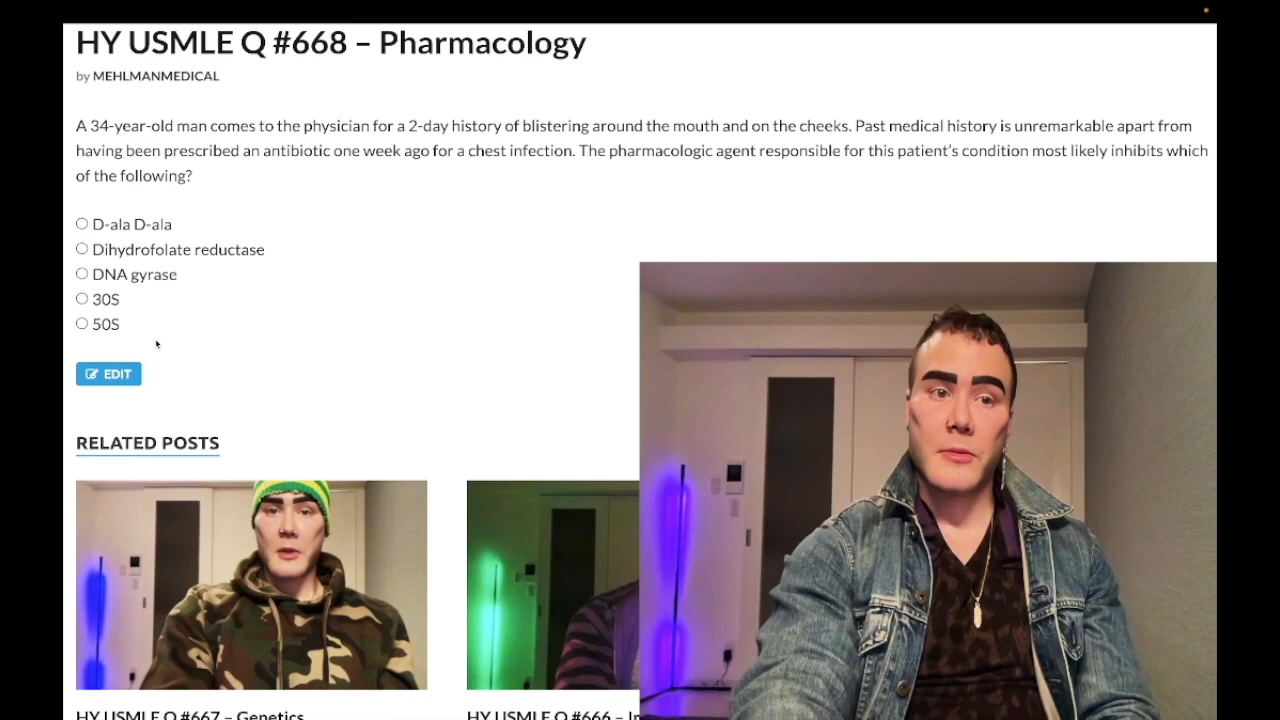 HY USMLE Q #668 – Pharmacology
by MEHLMANMEDICAL
A 34-year-old man comes to the physician for a 2-day history of blistering around the mouth and on the cheeks. Past medical history is unremarkable apart from
having been prescribed an antibiotic one week ago for a chest infection. The pharmacologic agent responsible for this patient’s condition most likely inhibits which
of the following?
D-ala D-ala
Dihydrofolate reductase
DNA gyrase
30S
50S
EDIT
RELATED POSTS
HY USMLE Q #667 – Genetics
HY USMLE Q #666 –